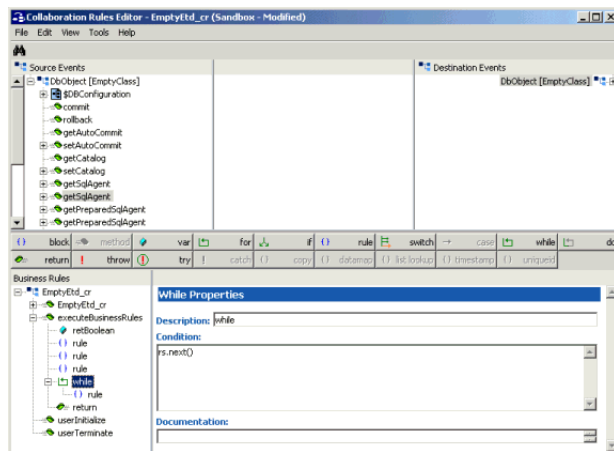 Collaboration Rules Editor - EmptyEtd_cr (Sandbox - Modified)
File Edit View Tools Help
Source Events
Destination Events
DbObject [EmptyClass]
DbObject [EmptyClass]
$DBConfiguration
commit
rollback
getAutoCommit
setAutoCommit
getCatalog
setCatalog
getSqlAgent
getSqlAgent
getPreparedSqlAgent
getPreparedSqlAgent
block method var for if rule switch case while do
return throw try catch copy datamap list lookup timestamp uniqueid
Business Rules
EmptyEtd_cr
EmptyEtd_cr
executeBusinessRules
retBoolean
rule
rule
rule
while
rule
return
userInitialize
userTerminate
While Properties
Description: while
Condition:
rs.next()
Documentation: